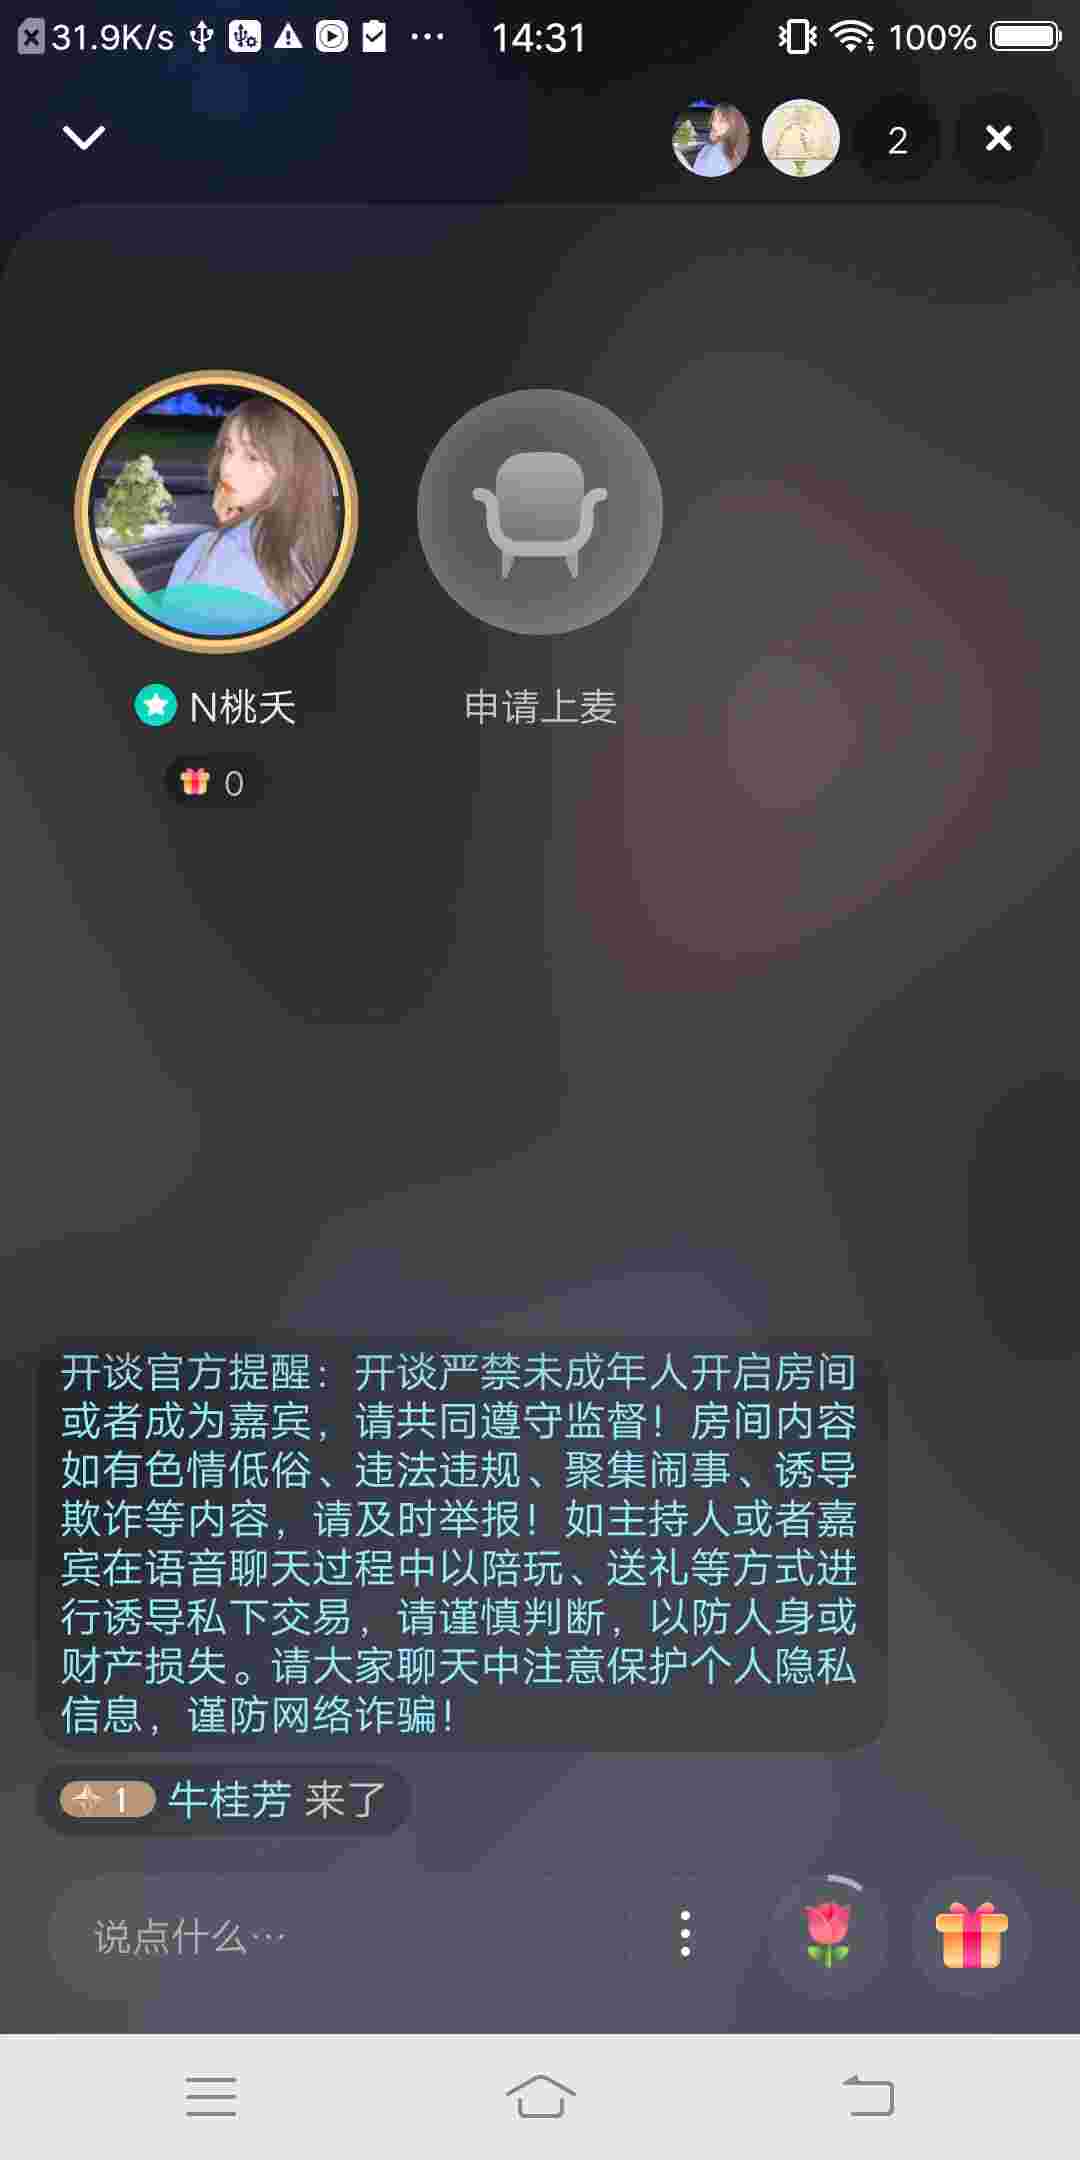 31.9K/s 14:31 100%
2
N桃夭
申请上麦
0
开谈官方提醒：开谈严禁未成年人开启房间
或者成为嘉宾，请共同遵守监督！房间内容
如有色情低俗、违法违规、聚集闹事、诱导
欺诈等内容，请及时举报！如主持人或者嘉
宾在语音聊天过程中以陪玩、送礼等方式进
行诱导私下交易，请谨慎判断，以防人身或
财产损失。请大家聊天中注意保护个人隐私
信息，谨防网络诈骗！
1 牛桂芳 来了
说点什么…